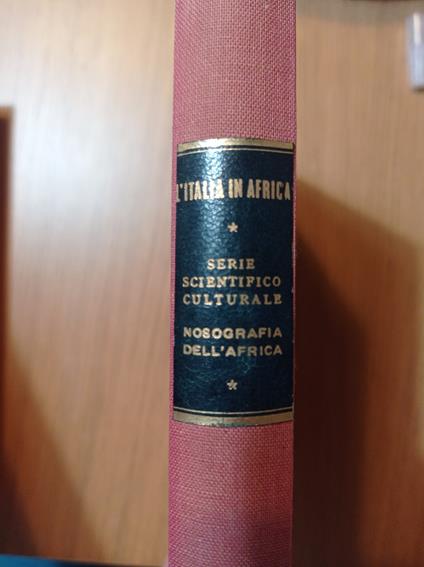 L'ITALIA IN AFRICA
*
SERIE
SCIENTIFICO
CULTURALE
NOSOGRAFIA
DELL'AFRICA
*